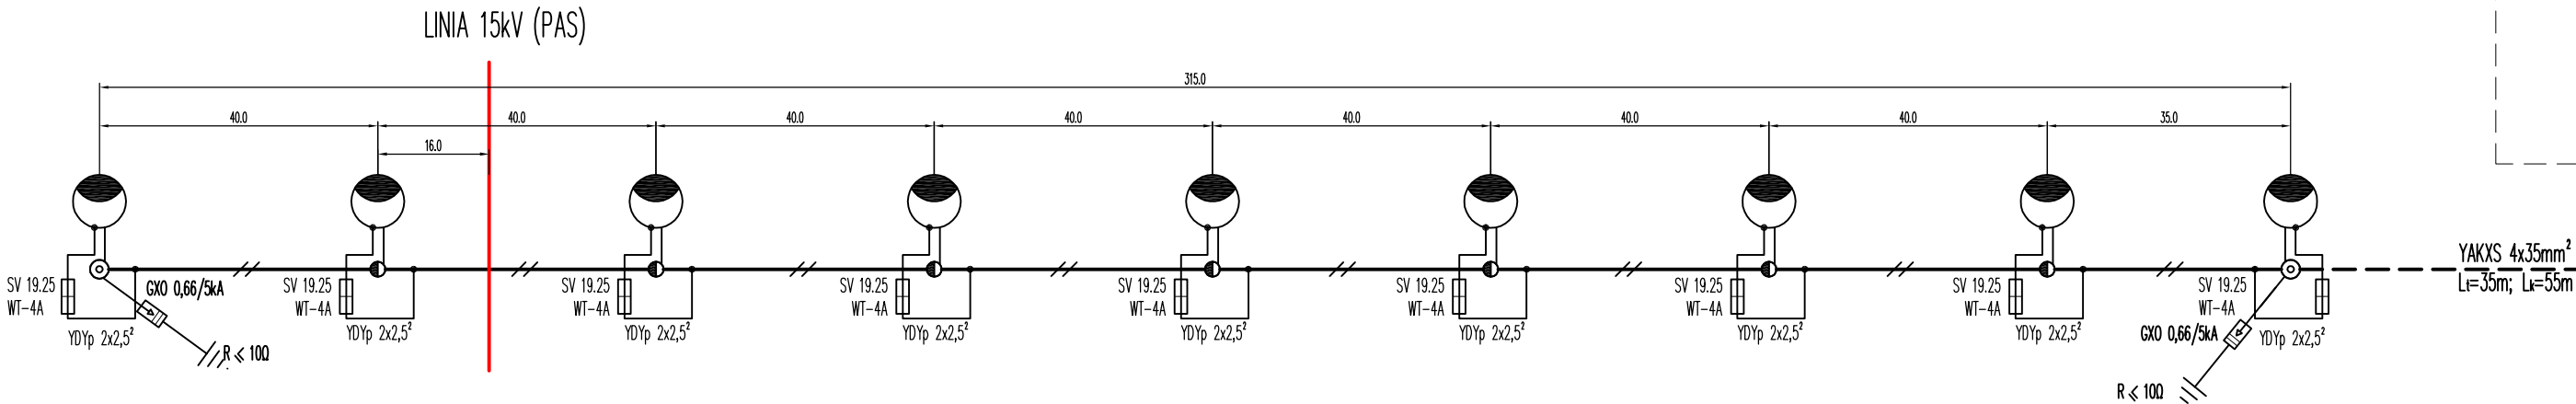 LINIA 15kV (PAS)
315.0
40.0 40.0 40.0 40.0 40.0 40.0 40.0 35.0
16.0
YAKXS 4x35mm²
Lt=35m; Lk=55m
SV 19.25
WT-4A
YDYp 2x2,5²
GXO 0,66/5kA
R ⩽ 10Ω
SV 19.25
WT-4A
YDYp 2x2,5²
SV 19.25
WT-4A
YDYp 2x2,5²
SV 19.25
WT-4A
YDYp 2x2,5²
SV 19.25
WT-4A
YDYp 2x2,5²
SV 19.25
WT-4A
YDYp 2x2,5²
SV 19.25
WT-4A
YDYp 2x2,5²
SV 19.25
WT-4A
YDYp 2x2,5²
SV 19.25
WT-4A
GXO 0,66/5kA
YDYp 2x2,5²
R ⩽ 10Ω